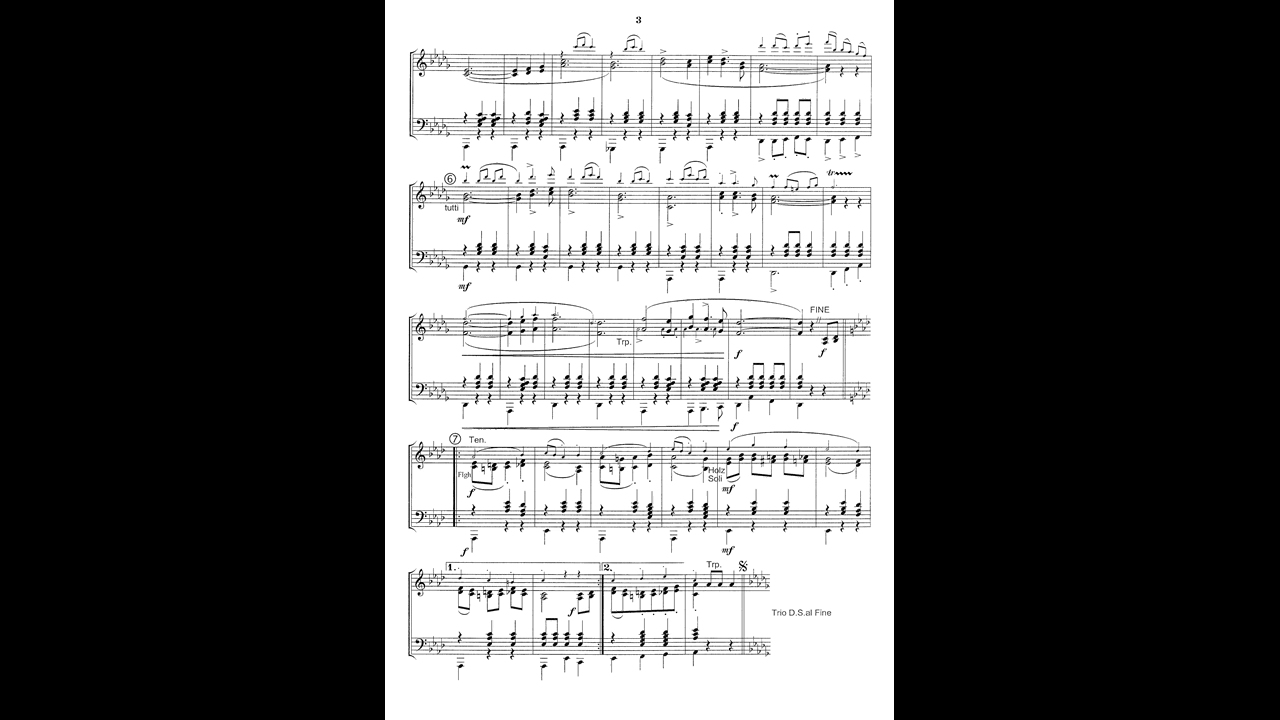 3
6
tutti
mf
mf
FINE
Trp.
f
f
f
7 Ten.
Flgh
Holz
Soli
f
mf
f
mf
1.
2.
Trp.
f
Trio D.S.al Fine